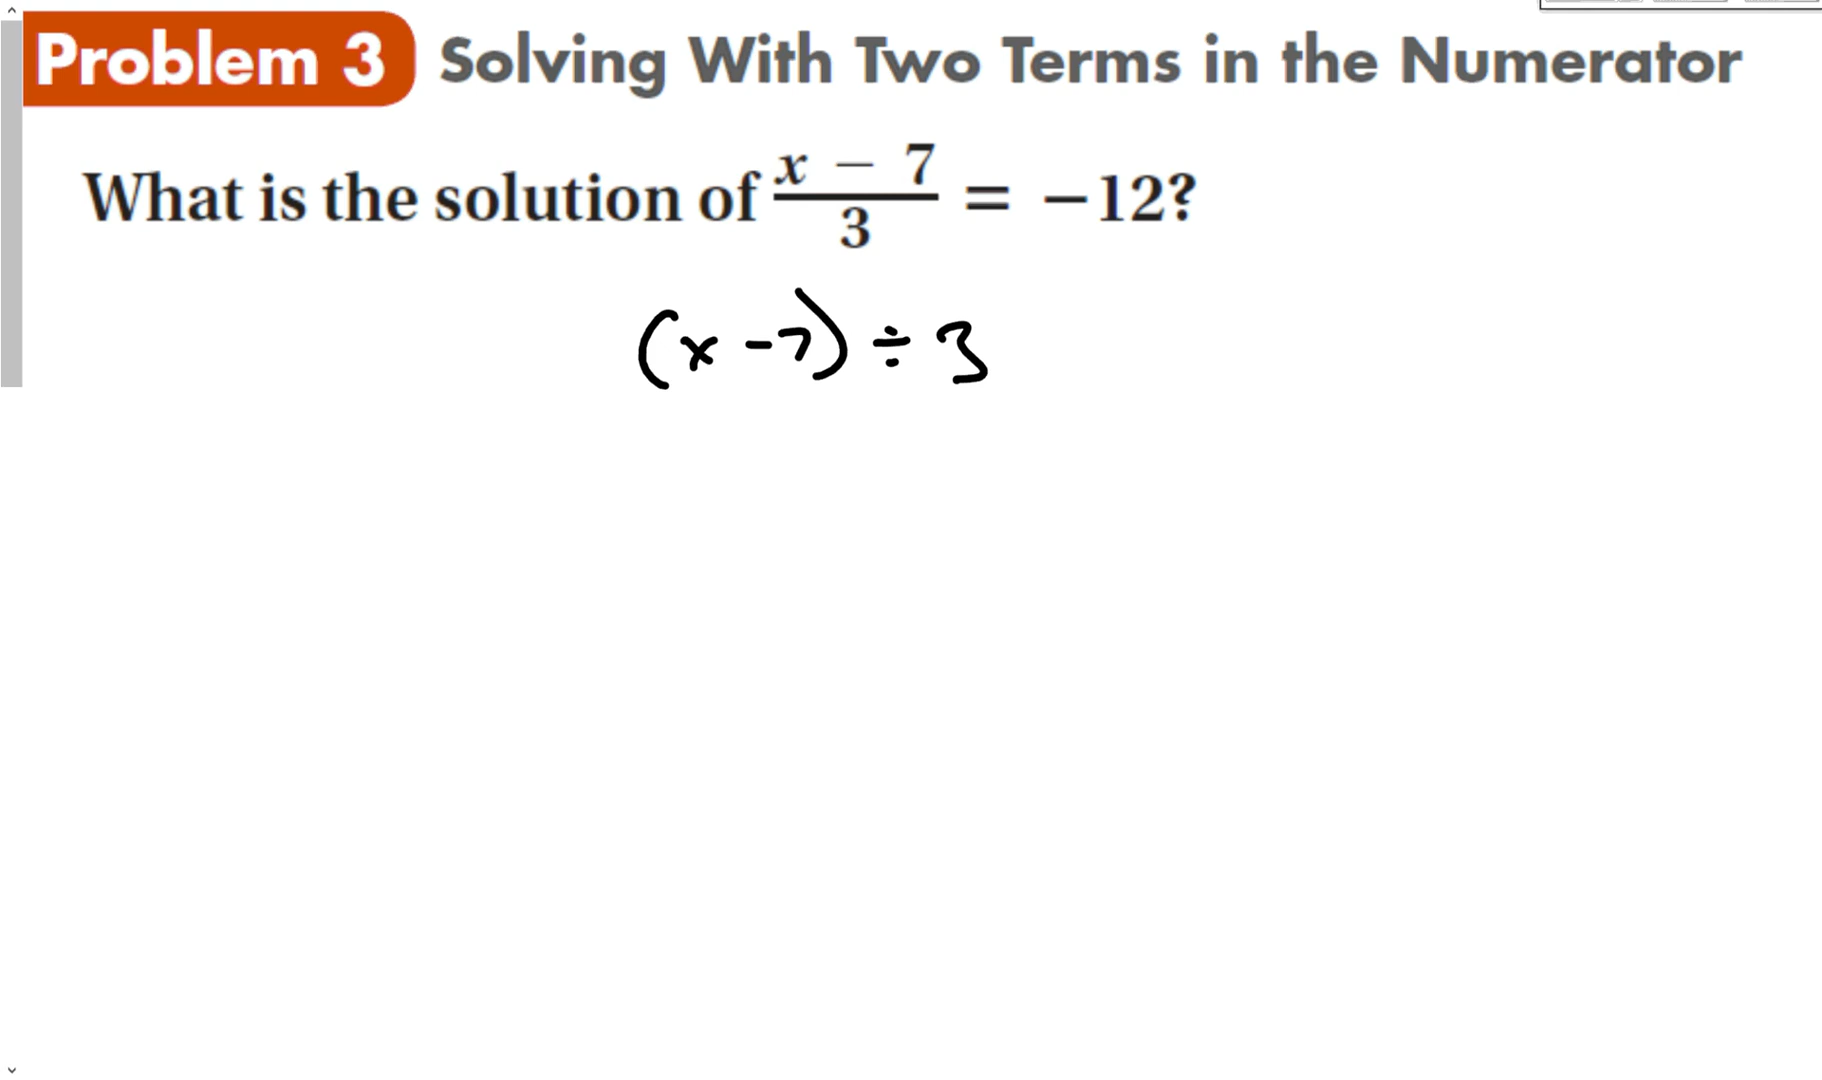 Problem 3 Solving With Two Terms in the Numerator
What is the solution of \frac{x - 7}{3} = -12?
(x - 7) ÷ 3